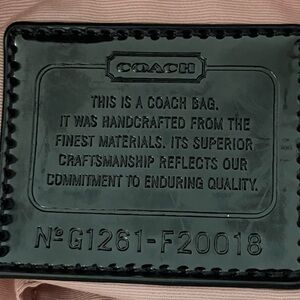 COACH
THIS IS A COACH BAG.
IT WAS HANDCRAFTED FROM THE
FINEST MATERIALS. ITS SUPERIOR
CRAFTSMANSHIP REFLECTS OUR
COMMITMENT TO ENDURING QUALITY.
Nº G1261-F20018